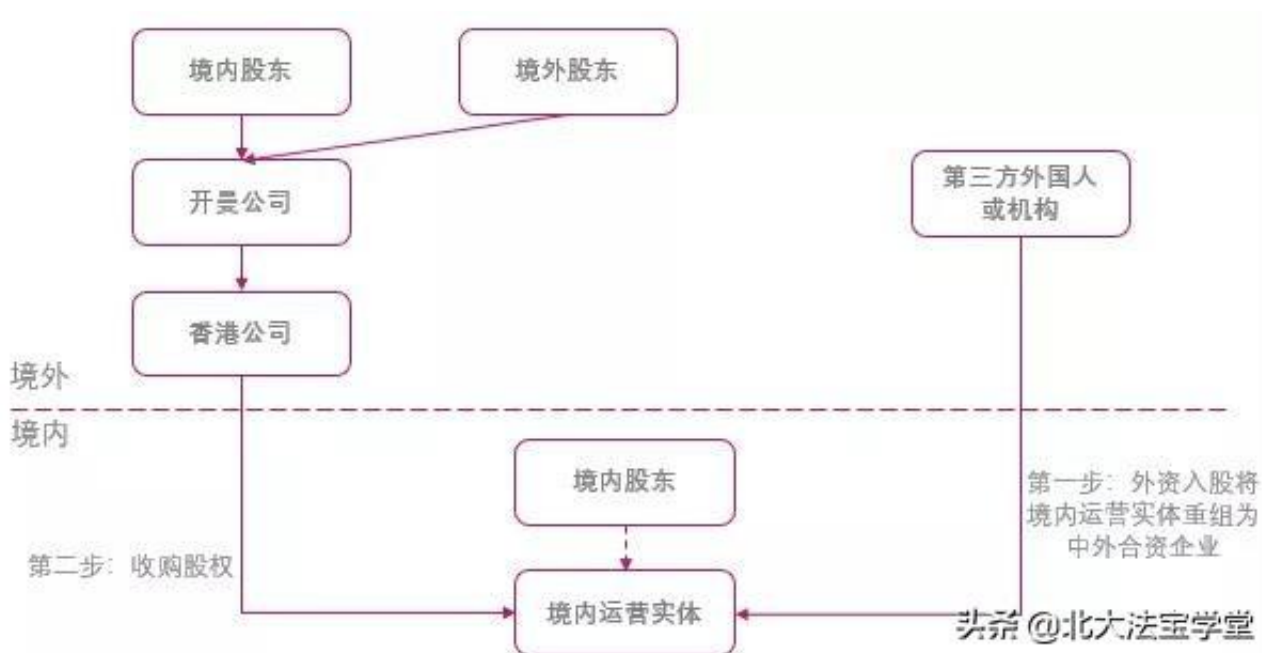 境内股东
境外股东
开曼公司
第三方外国人
或机构
香港公司
境外
境内
境内股东
第一步：外资入股将
境内运营实体重组为
中外合资企业
第二步：收购股权
境内运营实体
头条 @北大法宝学堂